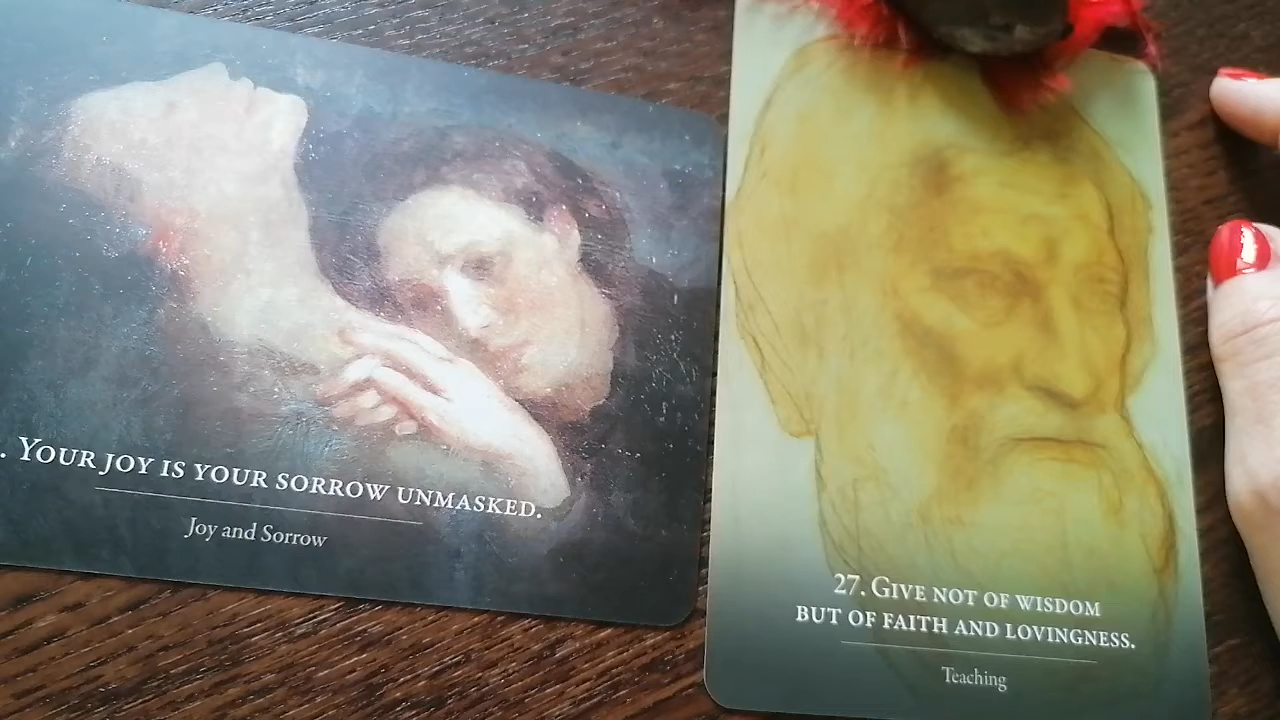 . Your joy is your sorrow unmasked.
Joy and Sorrow
27. Give not of wisdom
but of faith and lovingness.
Teaching